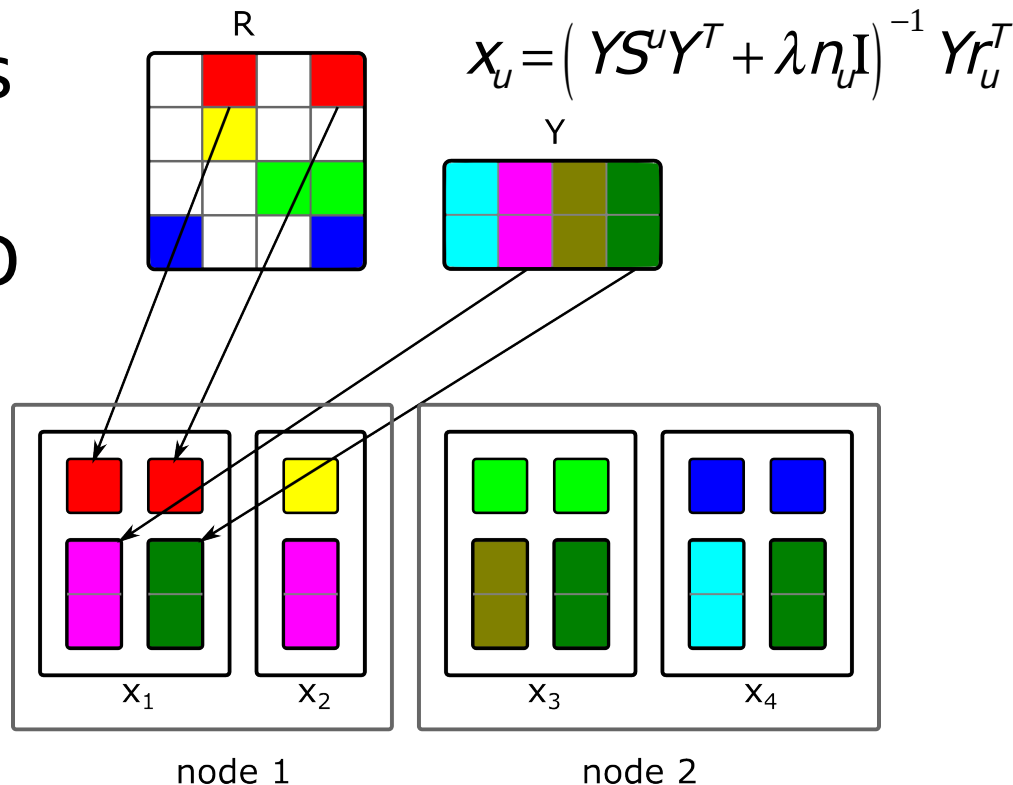 R
x_u = ( YS^uY^T + λn_uI )^−1 Yr_u^T
s
Y
x₁
x₂
x₃
x₄
node 1
node 2